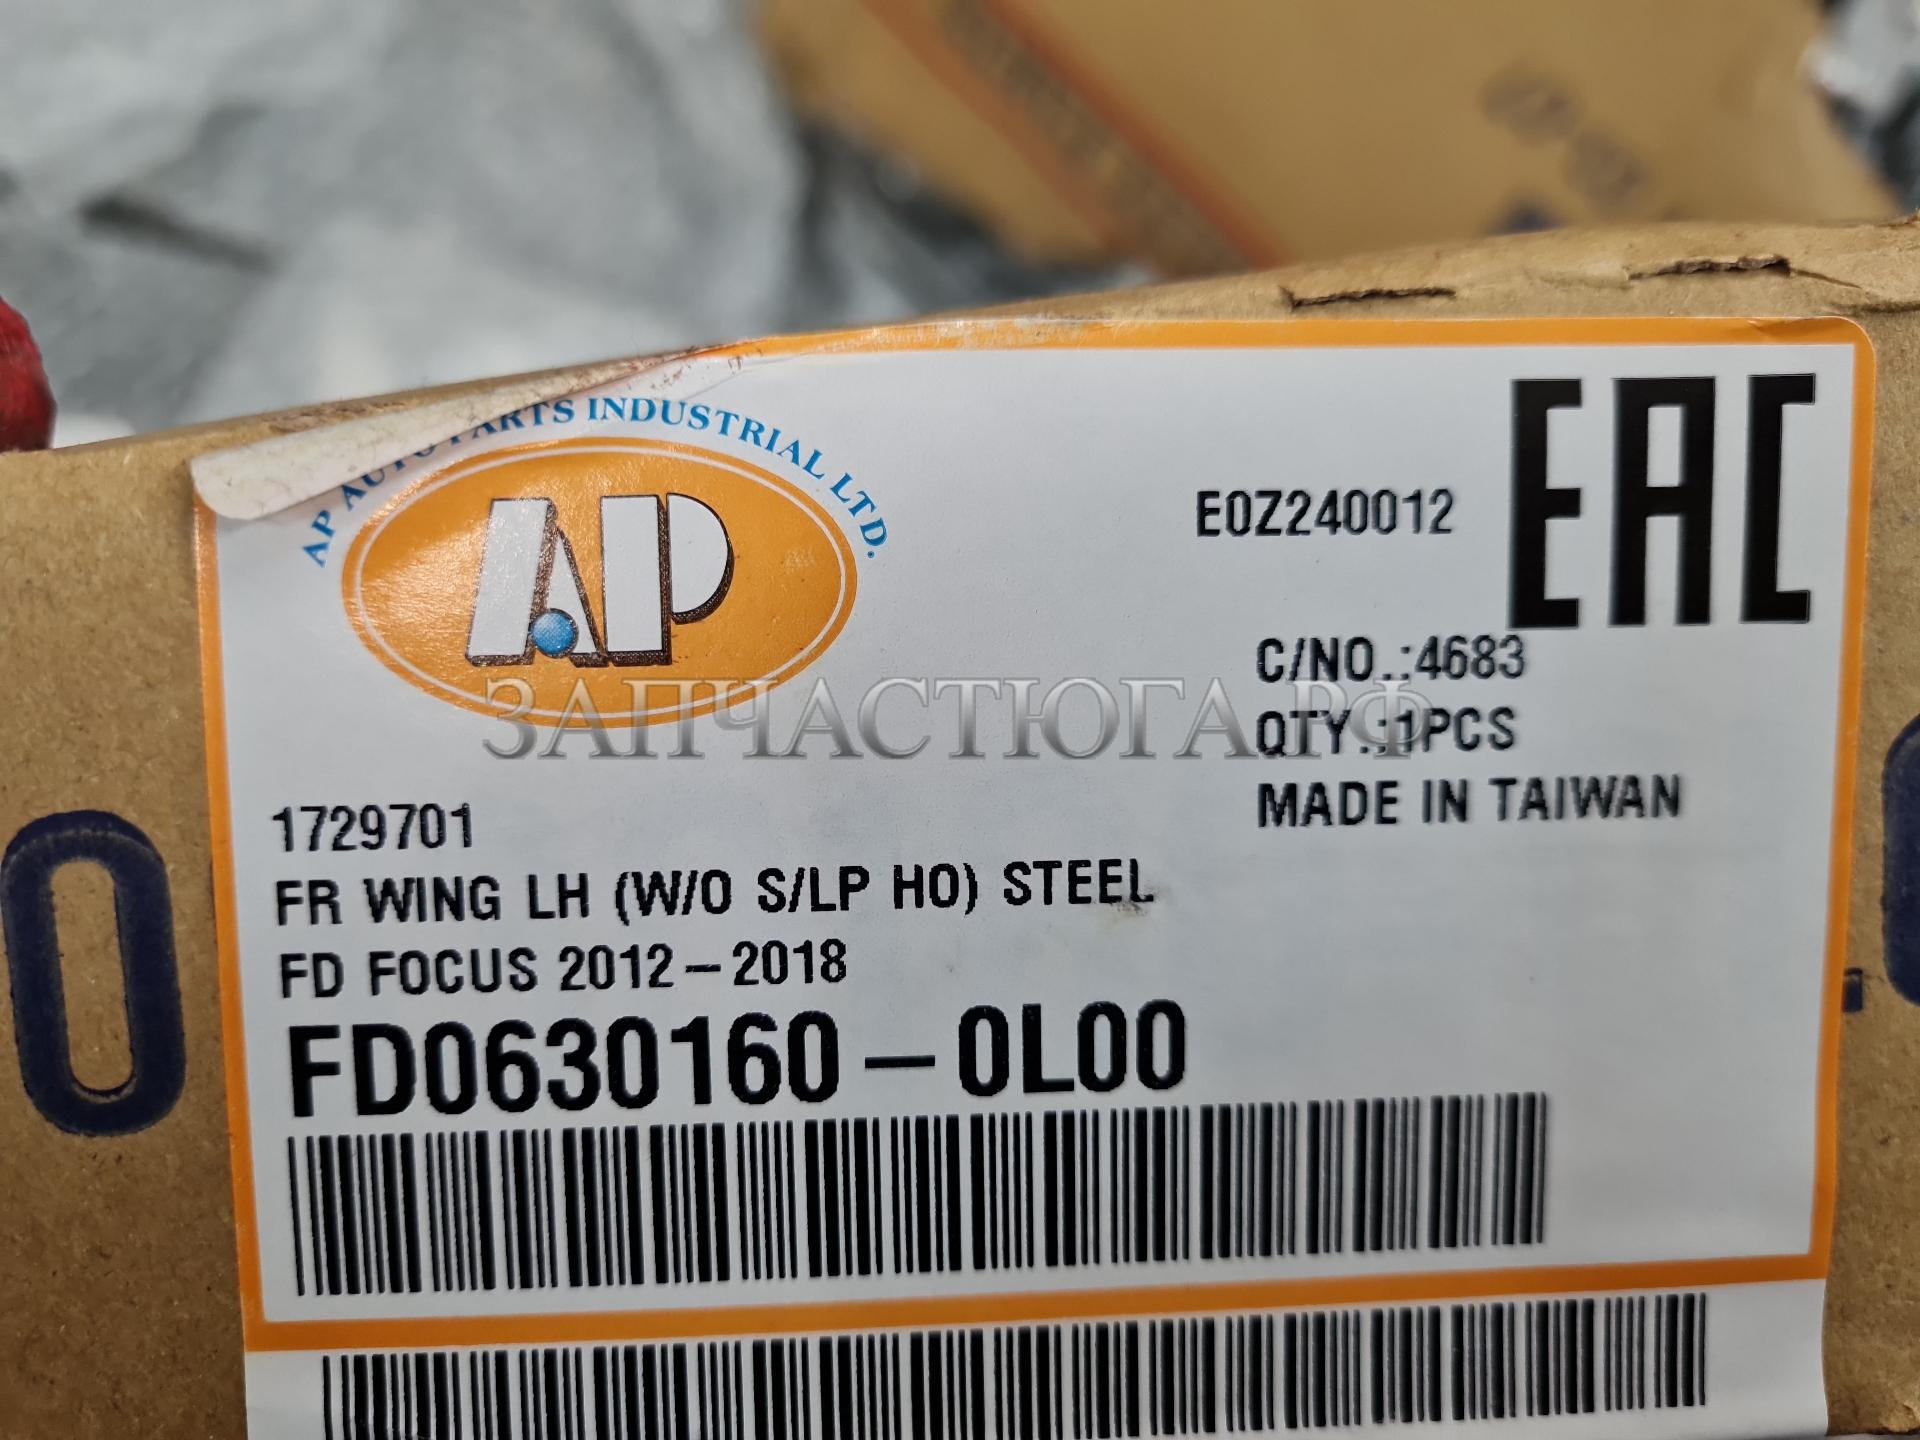 AP AUTO PARTS INDUSTRIAL LTD.
AP
E0Z240012
EAC
C/NO.:4683
QTY.:1PCS
MADE IN TAIWAN
ЗАПЧАСТЮГА.РФ
1729701
FR WING LH (W/O S/LP HO) STEEL
FD FOCUS 2012-2018
FD0630160-0L00